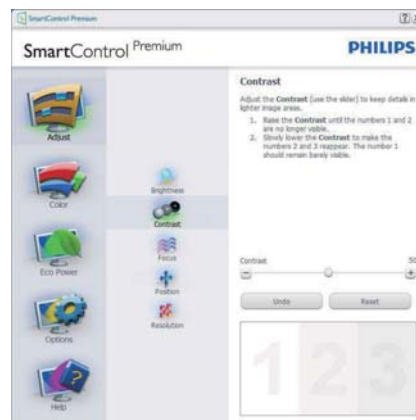 SmartControl Premium
SmartControl Premium
PHILIPS
Adjust
Color
Eco Power
Options
Help
Brightness
Contrast
Focus
Position
Resolution
Contrast
Adjust the Contrast (use the slider) to keep details in
lighter image areas.
1. Raise the Contrast until the numbers 1 and 2
are no longer visible.
2. Slowly lower the Contrast to make the
numbers 2 and 3 reappear. The number 1
should remain barely visible.
Contrast 50
Undo Reset
1 2 3